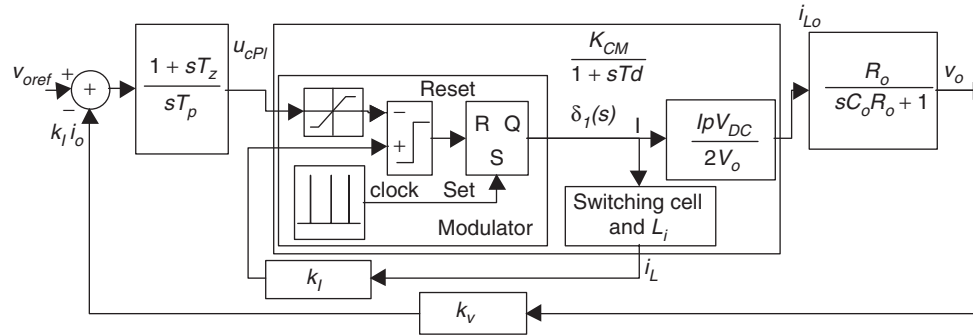 v_oref
+
+
−
k_I i_o
1 + sT_z
sT_p
u_cPI
K_CM
1 + sTd
i_Lo
R_o
sC_oR_o + 1
v_o
Reset
−
+
R Q
S
δ_1(s)
I
IpV_DC
2V_o
clock
Set
Modulator
Switching cell
and L_i
i_L
k_I
k_v